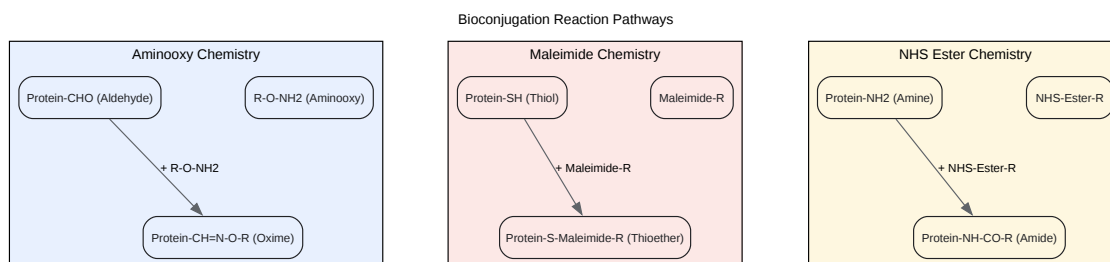 Bioconjugation Reaction Pathways
Aminooxy Chemistry
Protein-CHO (Aldehyde)
R-O-NH2 (Aminooxy)
+ R-O-NH2
Protein-CH=N-O-R (Oxime)
Maleimide Chemistry
Protein-SH (Thiol)
Maleimide-R
+ Maleimide-R
Protein-S-Maleimide-R (Thioether)
NHS Ester Chemistry
Protein-NH2 (Amine)
NHS-Ester-R
+ NHS-Ester-R
Protein-NH-CO-R (Amide)